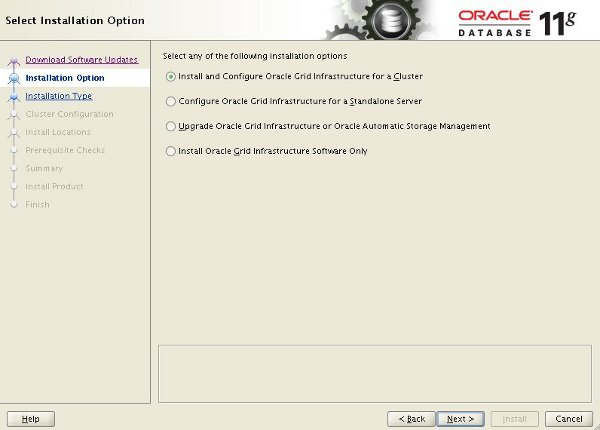 Select Installation Option
ORACLE
DATABASE
11g
Download Software Updates
Installation Option
Installation Type
Cluster Configuration
Install Locations
Prerequisite Checks
Summary
Install Product
Finish
Select any of the following installation options
Install and Configure Oracle Grid Infrastructure for a Cluster
Configure Oracle Grid Infrastructure for a Standalone Server
Upgrade Oracle Grid Infrastructure or Oracle Automatic Storage Management
Install Oracle Grid Infrastructure Software Only
Help
< Back
Next >
Install
Cancel